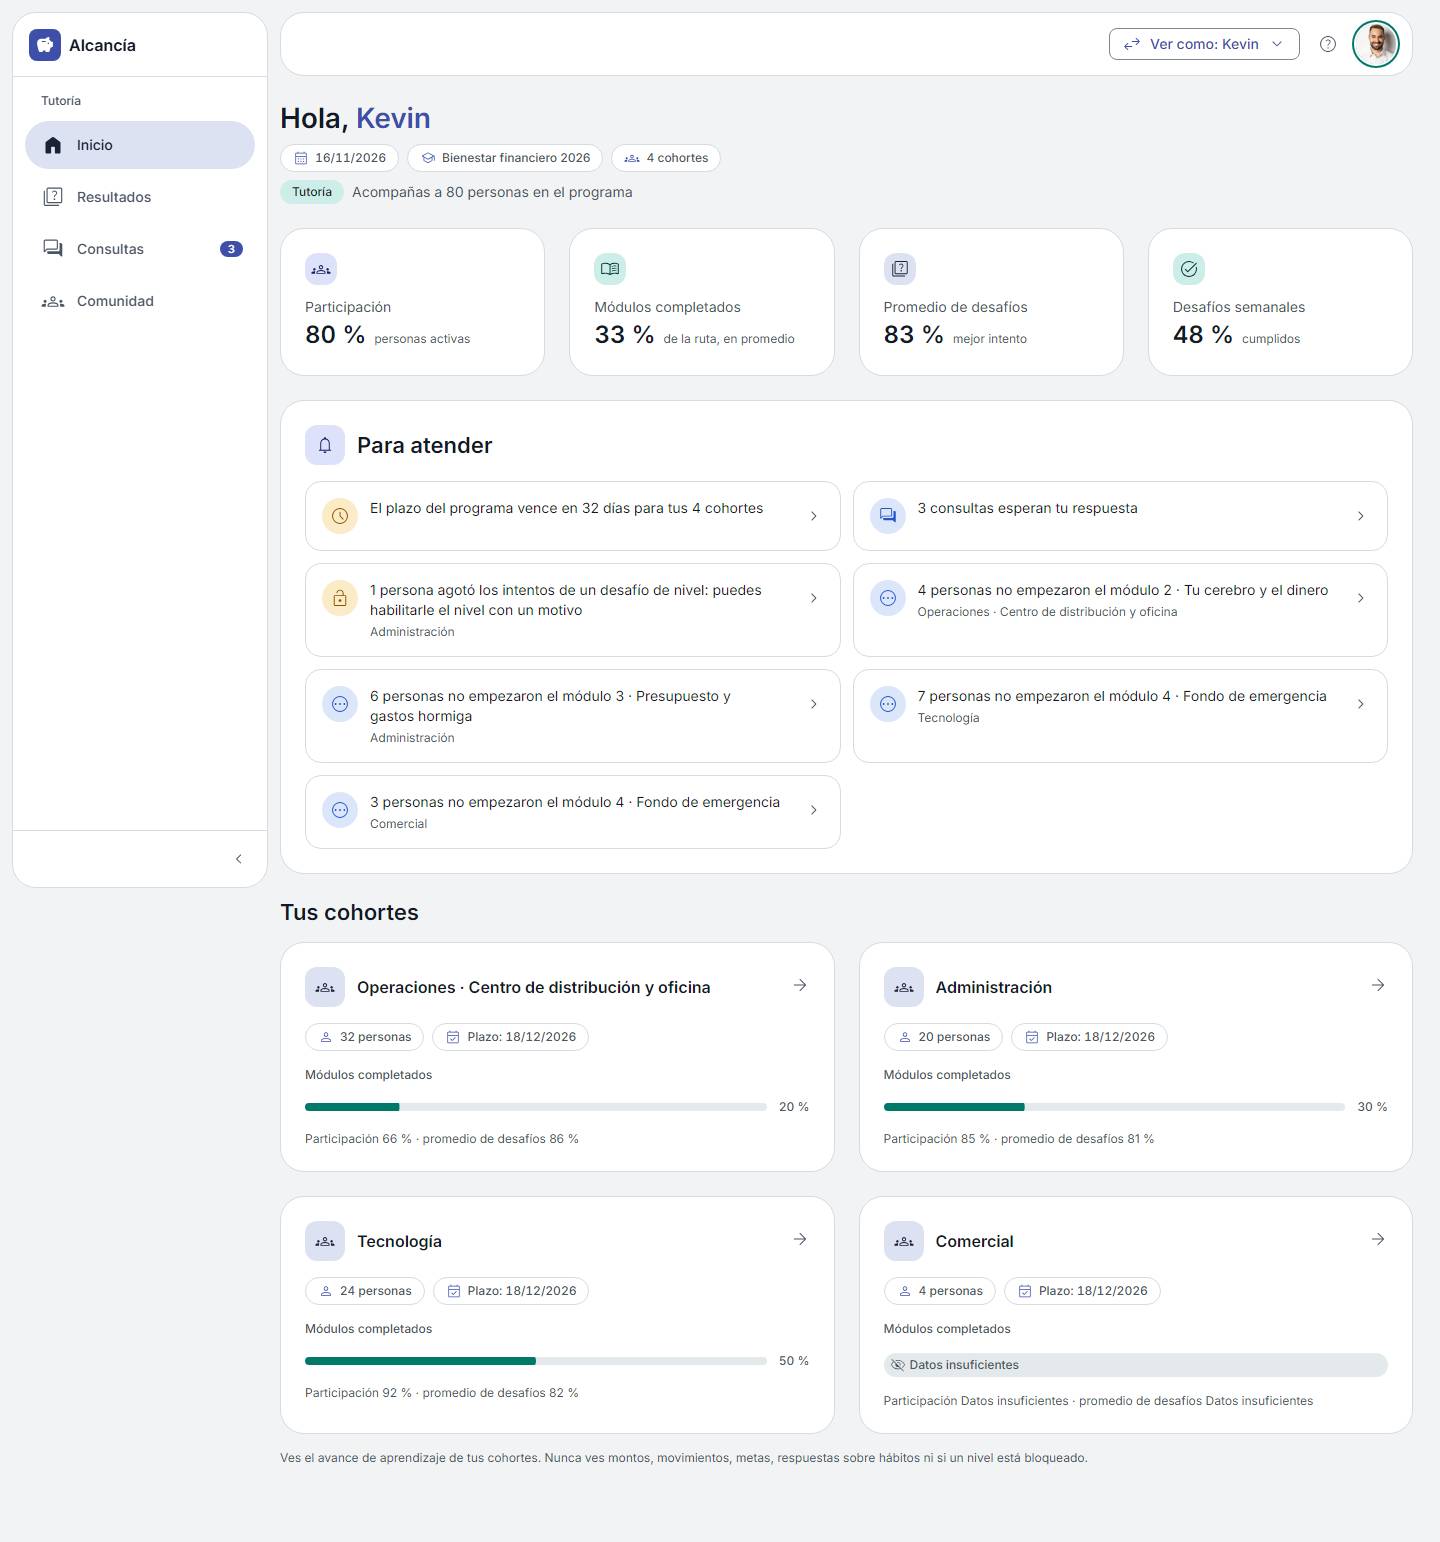 Alcancía
Ver como: Kevin
Tutoría
Inicio
Resultados
Consultas 3
Comunidad
Hola, Kevin
16/11/2026
Bienestar financiero 2026
4 cohortes
Tutoría Acompañas a 80 personas en el programa
Participación
80 % personas activas
Módulos completados
33 % de la ruta, en promedio
Promedio de desafíos
83 % mejor intento
Desafíos semanales
48 % cumplidos
Para atender
El plazo del programa vence en 32 días para tus 4 cohortes
3 consultas esperan tu respuesta
1 persona agotó los intentos de un desafío de nivel: puedes
habilitarle el nivel con un motivo
Administración
4 personas no empezaron el módulo 2 · Tu cerebro y el dinero
Operaciones · Centro de distribución y oficina
6 personas no empezaron el módulo 3 · Presupuesto y
gastos hormiga
Administración
7 personas no empezaron el módulo 4 · Fondo de emergencia
Tecnología
3 personas no empezaron el módulo 4 · Fondo de emergencia
Comercial
Tus cohortes
Operaciones · Centro de distribución y oficina
32 personas
Plazo: 18/12/2026
Módulos completados
20 %
Participación 66 % · promedio de desafíos 86 %
Administración
20 personas
Plazo: 18/12/2026
Módulos completados
30 %
Participación 85 % · promedio de desafíos 81 %
Tecnología
24 personas
Plazo: 18/12/2026
Módulos completados
50 %
Participación 92 % · promedio de desafíos 82 %
Comercial
4 personas
Plazo: 18/12/2026
Módulos completados
Datos insuficientes
Participación Datos insuficientes · promedio de desafíos Datos insuficientes
Ves el avance de aprendizaje de tus cohortes. Nunca ves montos, movimientos, metas, respuestas sobre hábitos ni si un nivel está bloqueado.